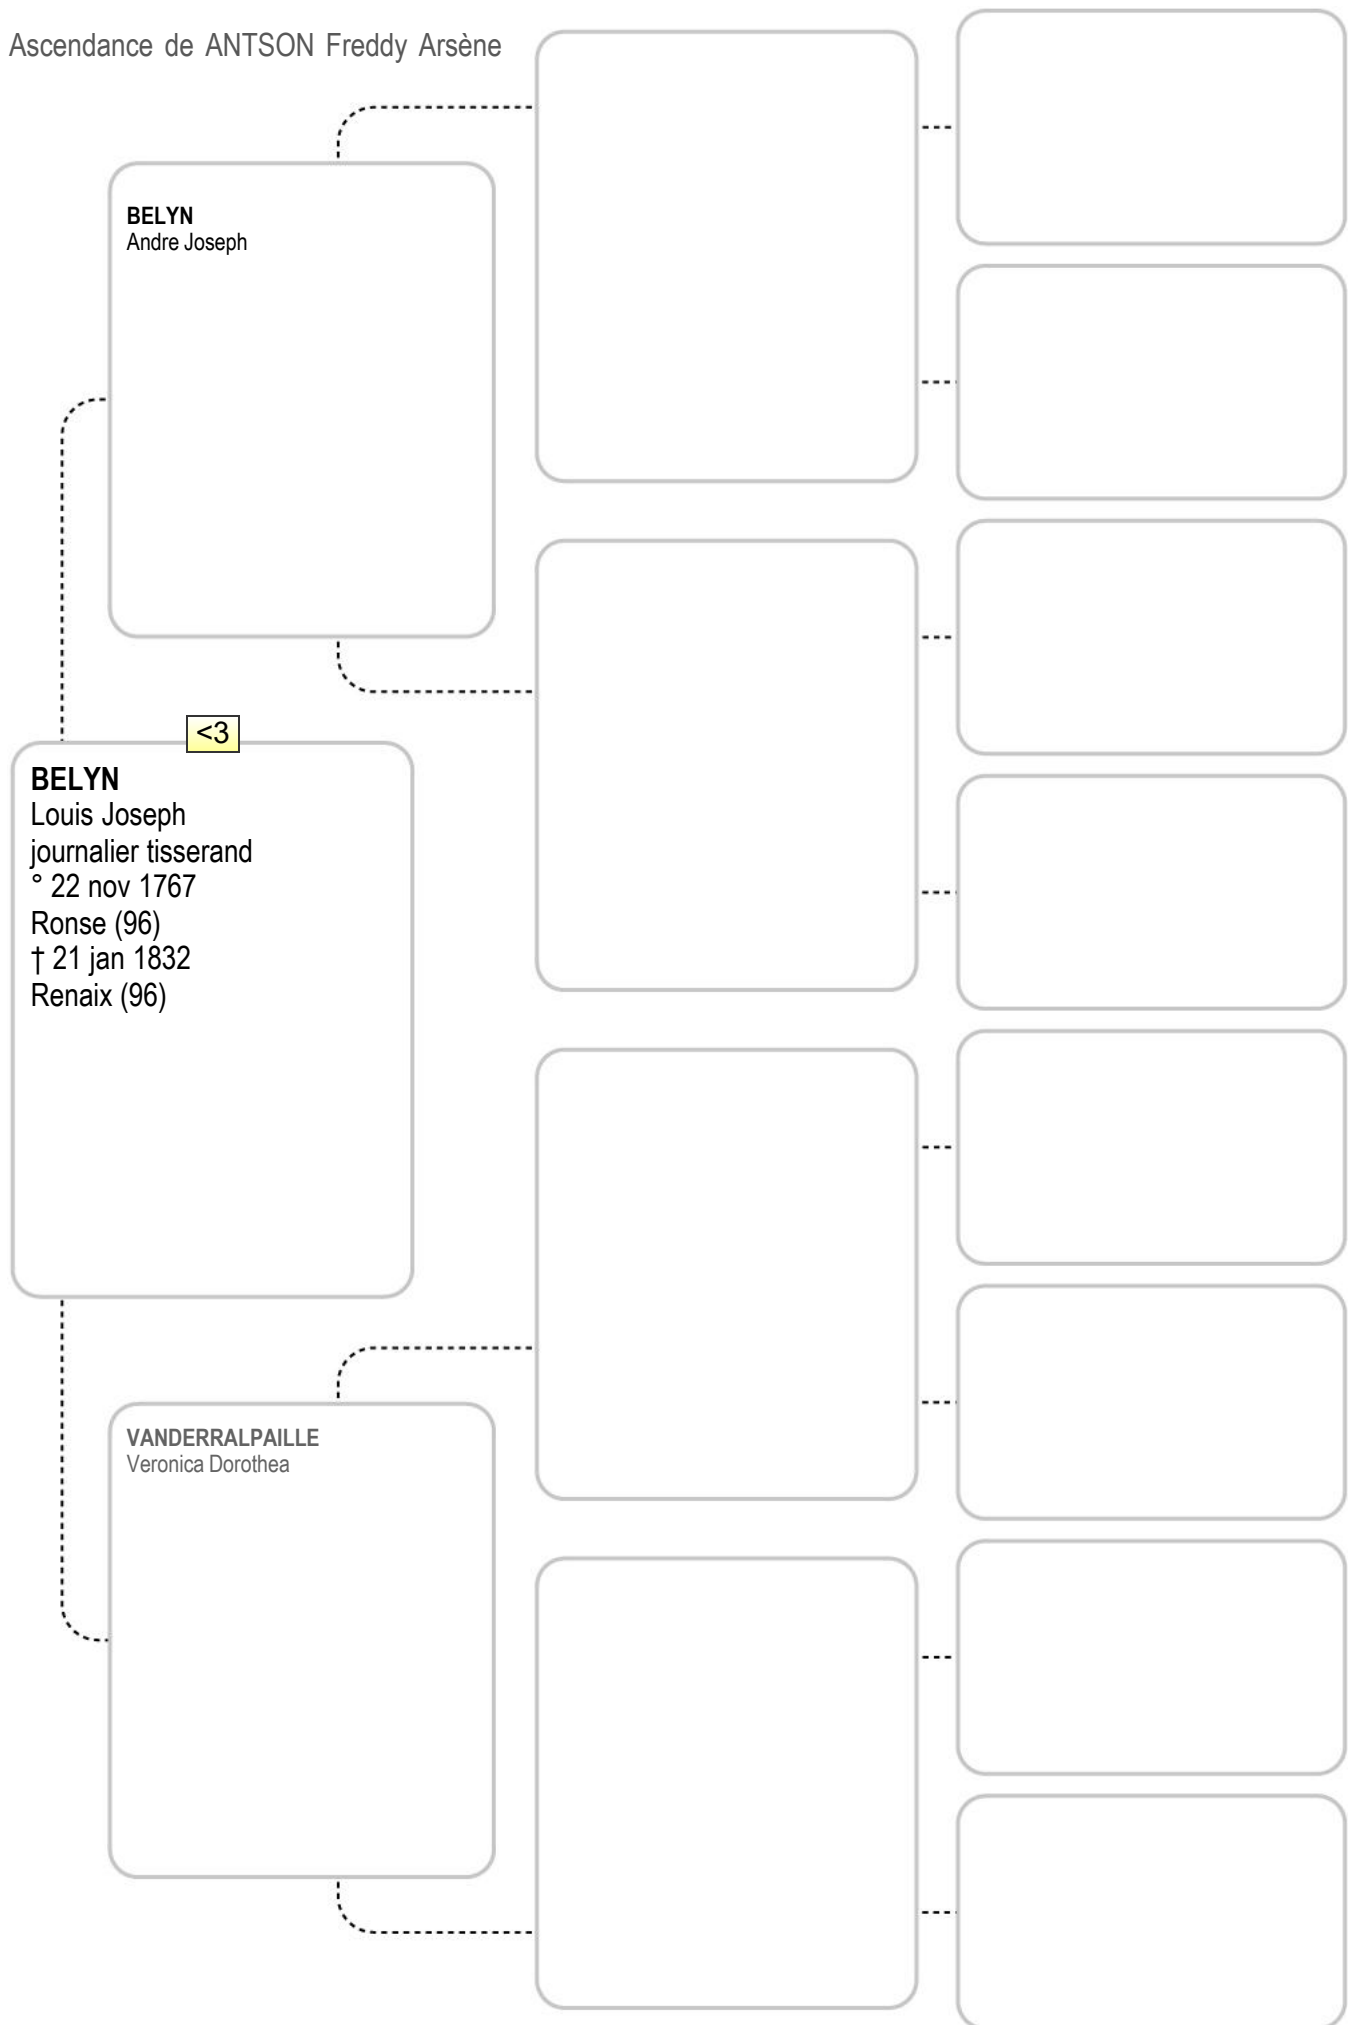 Ascendance de ANTSON Freddy Arsène
BELYN
Andre Joseph
<3
BELYN
Louis Joseph
journalier tisserand
° 22 nov 1767
Ronse (96)
† 21 jan 1832
Renaix (96)
VANDERRALPAILLE
Veronica Dorothea